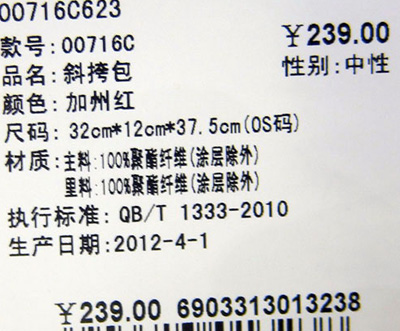 00716C623
款号: 00716C
¥239.00
品名: 斜挎包
性别: 中性
颜色: 加州红
尺码: 32cm*12cm*37.5cm(OS码)
材质: 主料:100%聚酯纤维(涂层除外)
里料:100%聚酯纤维(涂层除外)
执行标准: QB/T 1333-2010
生产日期:2012-4-1
¥239.00 6903313013238